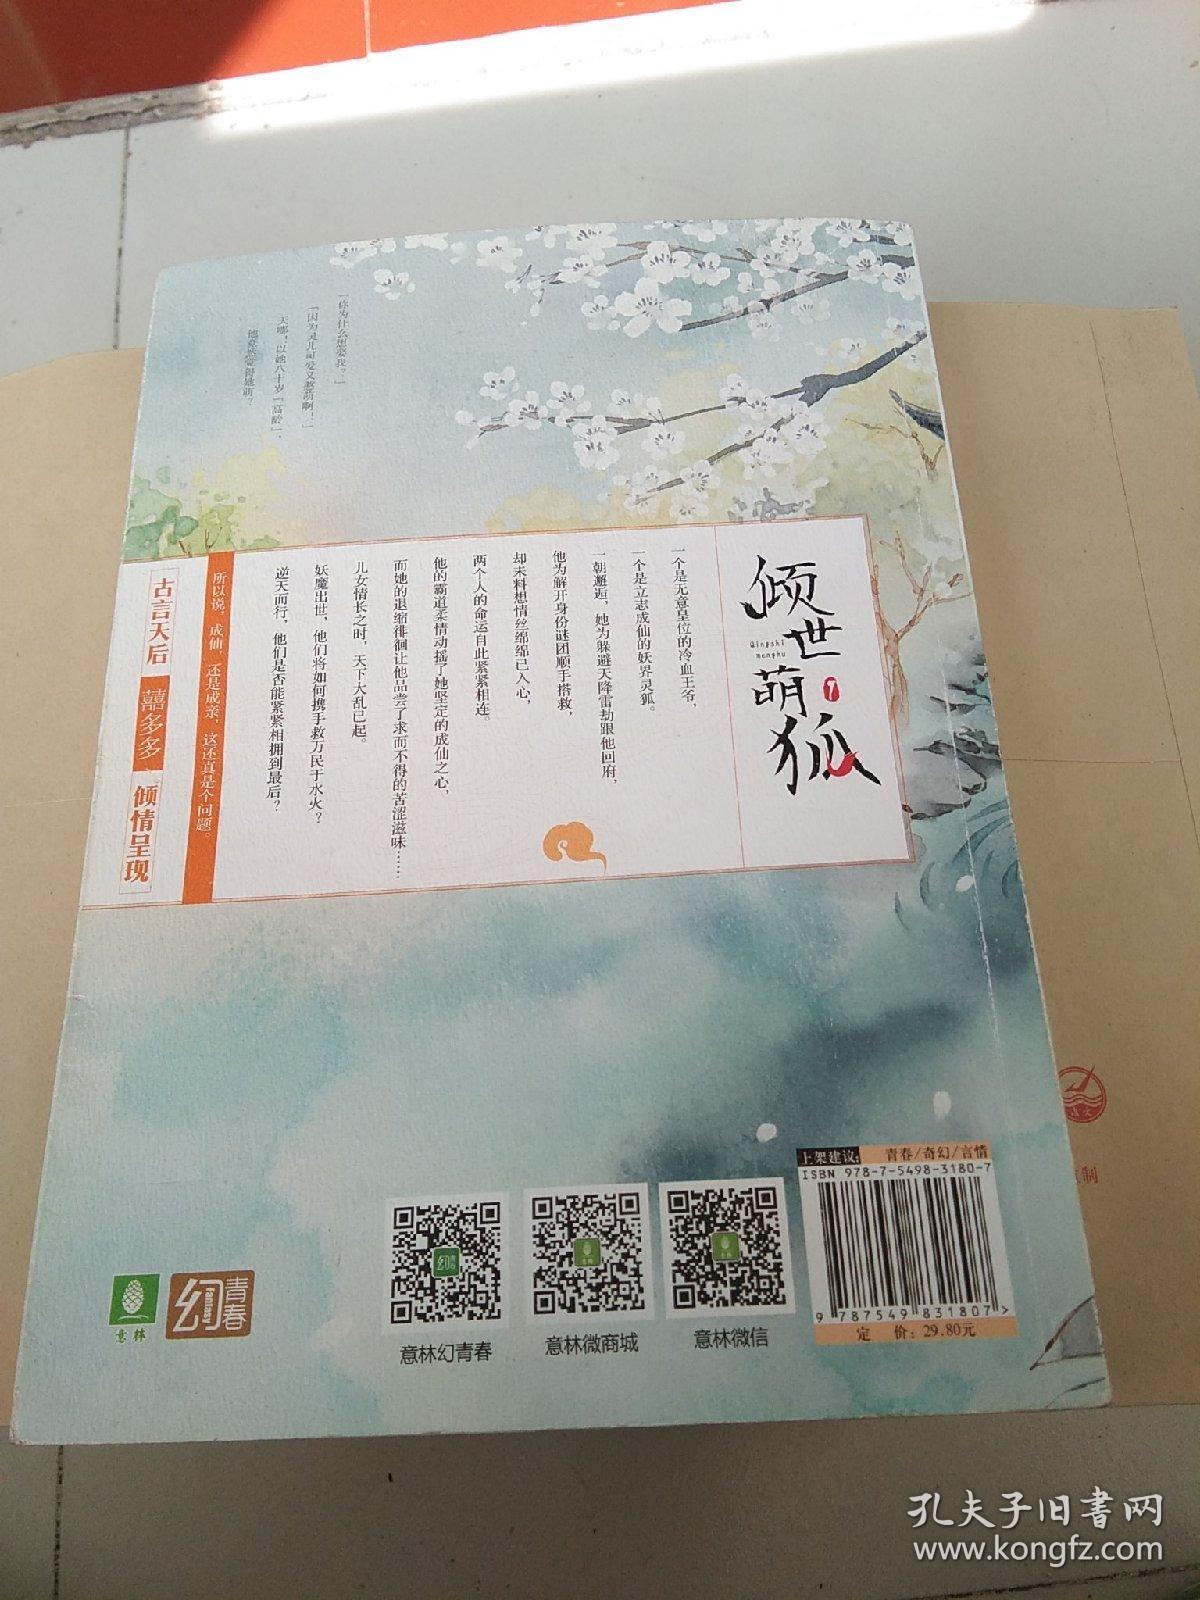 「你为什么想娶我？」
「因为灵儿可爱又萌萌啊！」
天哪！以她八十岁「高龄」，
他竟然觉得她萌？
倾世萌狐
Qingshi
menghu
1
一个是无意皇位的冷血王爷，
一个是立志成仙的妖界灵狐。
一朝邂逅，她为躲避天降雷劫跟他回府，
他为解开身份谜团顺手搭救，
却未料想情丝绵绵已入心，
两个人的命运自此紧紧相连。
他的霸道柔情动摇了她坚定的成仙之心，
而她的退缩徘徊让他品尝了求而不得的苦涩滋味……
儿女情长之时，天下大乱已起。
妖魔出世，他们将如何携手救万民于水火？
逆天而行，他们是否能紧紧相拥到最后？
所以说，成仙，还是成亲，这还真是个问题。
古言天后 囍多多 倾情呈现
上架建议：青春/奇幻/言情
ISBN 978-7-5498-3180-7
9 787549 831807 >
定 价：29.80元
意林
幻青春
Fantasy
意林幻青春
意林微商城
意林微信
制
孔夫子旧书网
www.kongfz.com